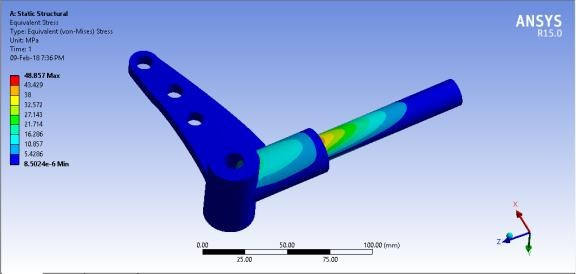 A: Static Structural
Equivalent Stress
Type: Equivalent (von-Mises) Stress
Unit: MPa
Time: 1
09-Feb-18 7:36 PM
48.857 Max
43.429
38
32.572
27.143
21.714
16.286
10.857
5.4286
8.5024e-6 Min
ANSYS
R15.0
X
Z
0.00 50.00 100.00 (mm)
25.00 75.00